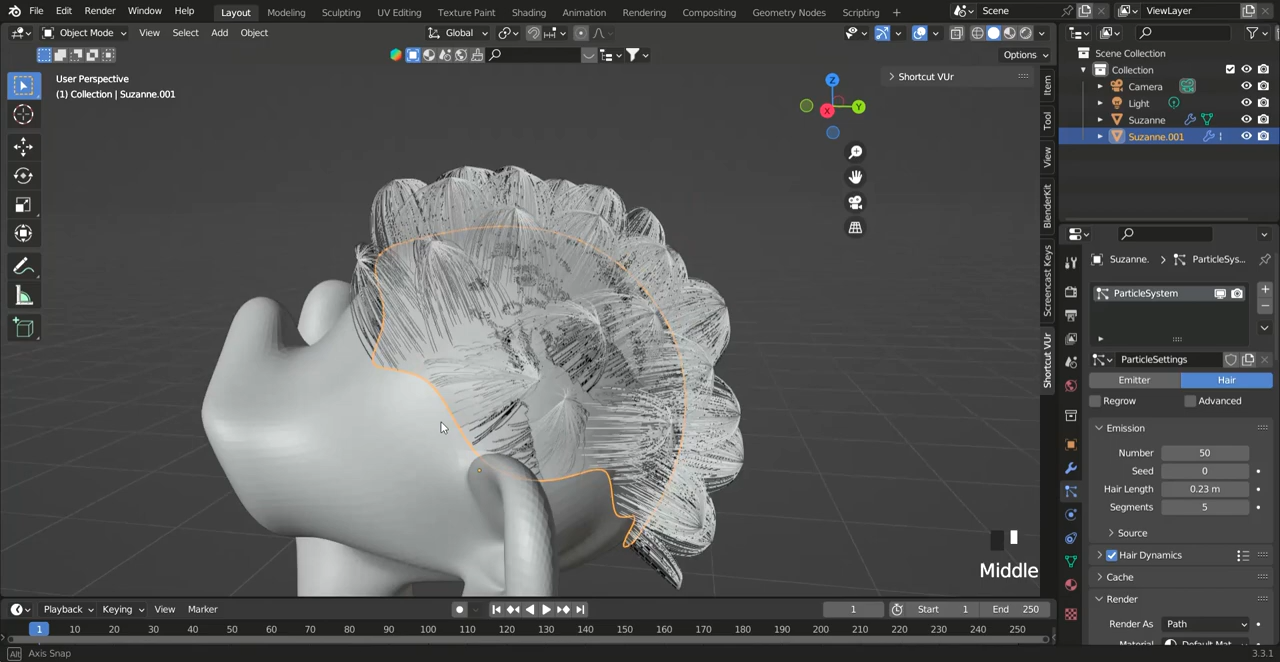 File Edit Render Window Help Layout Modeling Sculpting UV Editing Texture Paint Shading Animation Rendering Compositing Geometry Nodes Scripting + Scene ViewLayer
Object Mode View Select Add Object Global
Options
User Perspective
(1) Collection | Suzanne.001
Shortcut VUr
Z
Y
X
Item
Tool
View
BlenderKit
Screencast Keys
Shortcut VUr
Scene Collection
Collection
Camera
Light
Suzanne
Suzanne.001
Suzanne. ParticleSys...
ParticleSystem
ParticleSettings
Emitter Hair
Regrow Advanced
Emission
Number 50
Seed 0
Hair Length 0.23 m
Segments 5
Source
Hair Dynamics
Cache
Render
Render As Path
Middle
Playback Keying View Marker 1 Start 1 End 250
1 10 20 30 40 50 60 70 80 90 100 110 120 130 140 150 160 170 180 190 200 210 220 230 240 250
Alt Axis Snap 3.3.1